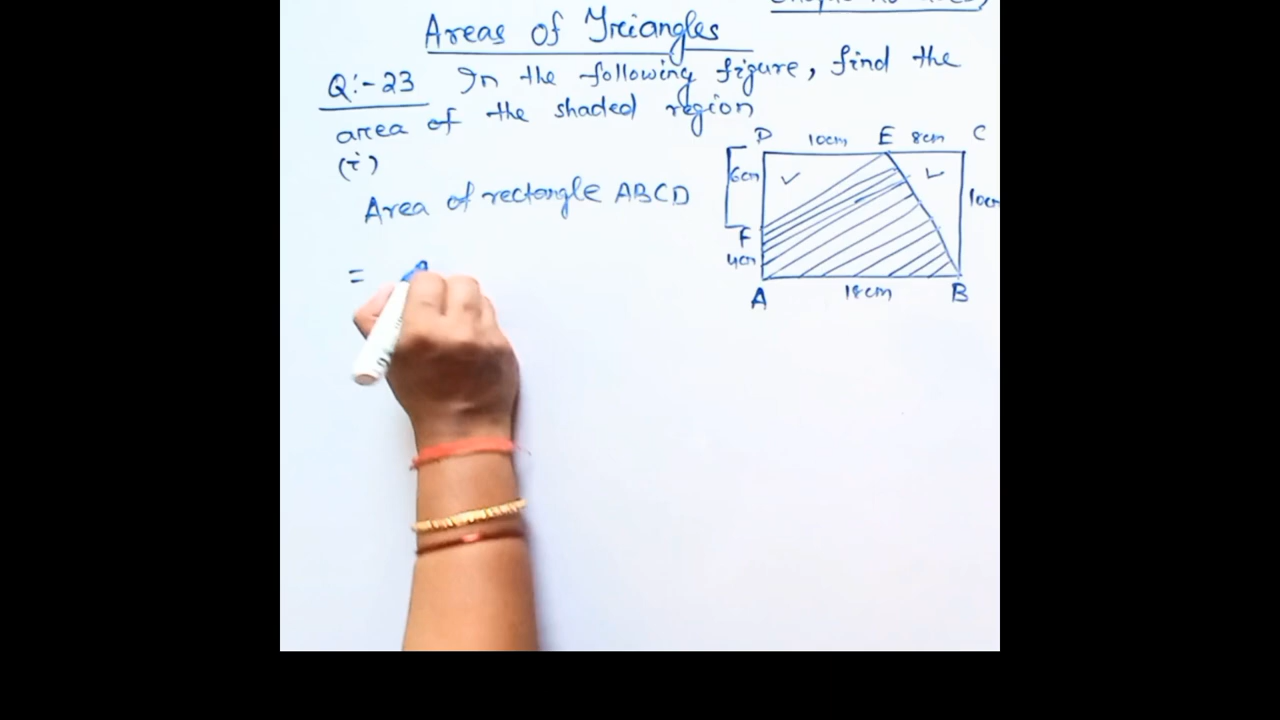 Areas of Triangles
Q:-23 In the following figure, find the
area of the shaded region
(i)
Area of rectangle ABCD
=
D 10cm E 8cm C
6cm
10cm
F
4cm
A 18cm B